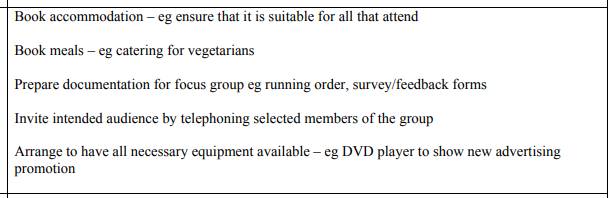 Book accommodation – eg ensure that it is suitable for all that attend
Book meals – eg catering for vegetarians
Prepare documentation for focus group eg running order, survey/feedback forms
Invite intended audience by telephoning selected members of the group
Arrange to have all necessary equipment available – eg DVD player to show new advertising
promotion